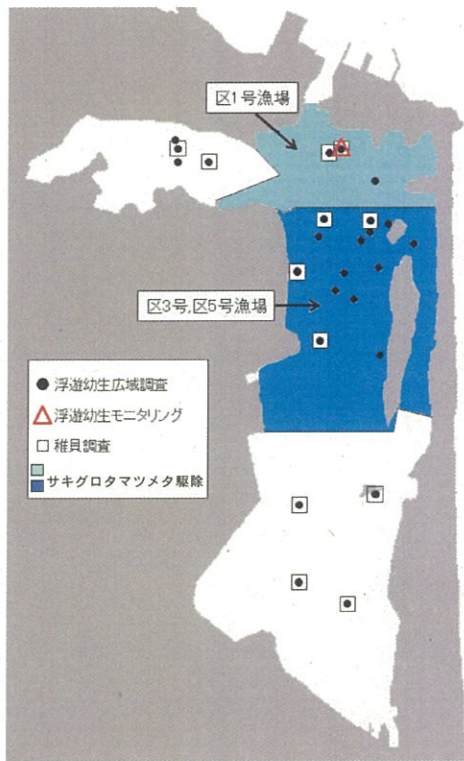 区1号漁場
区3号,区5号漁場
浮遊幼生広域調査
浮遊幼生モニタリング
稚貝調査
サキグロタマツメタ駆除